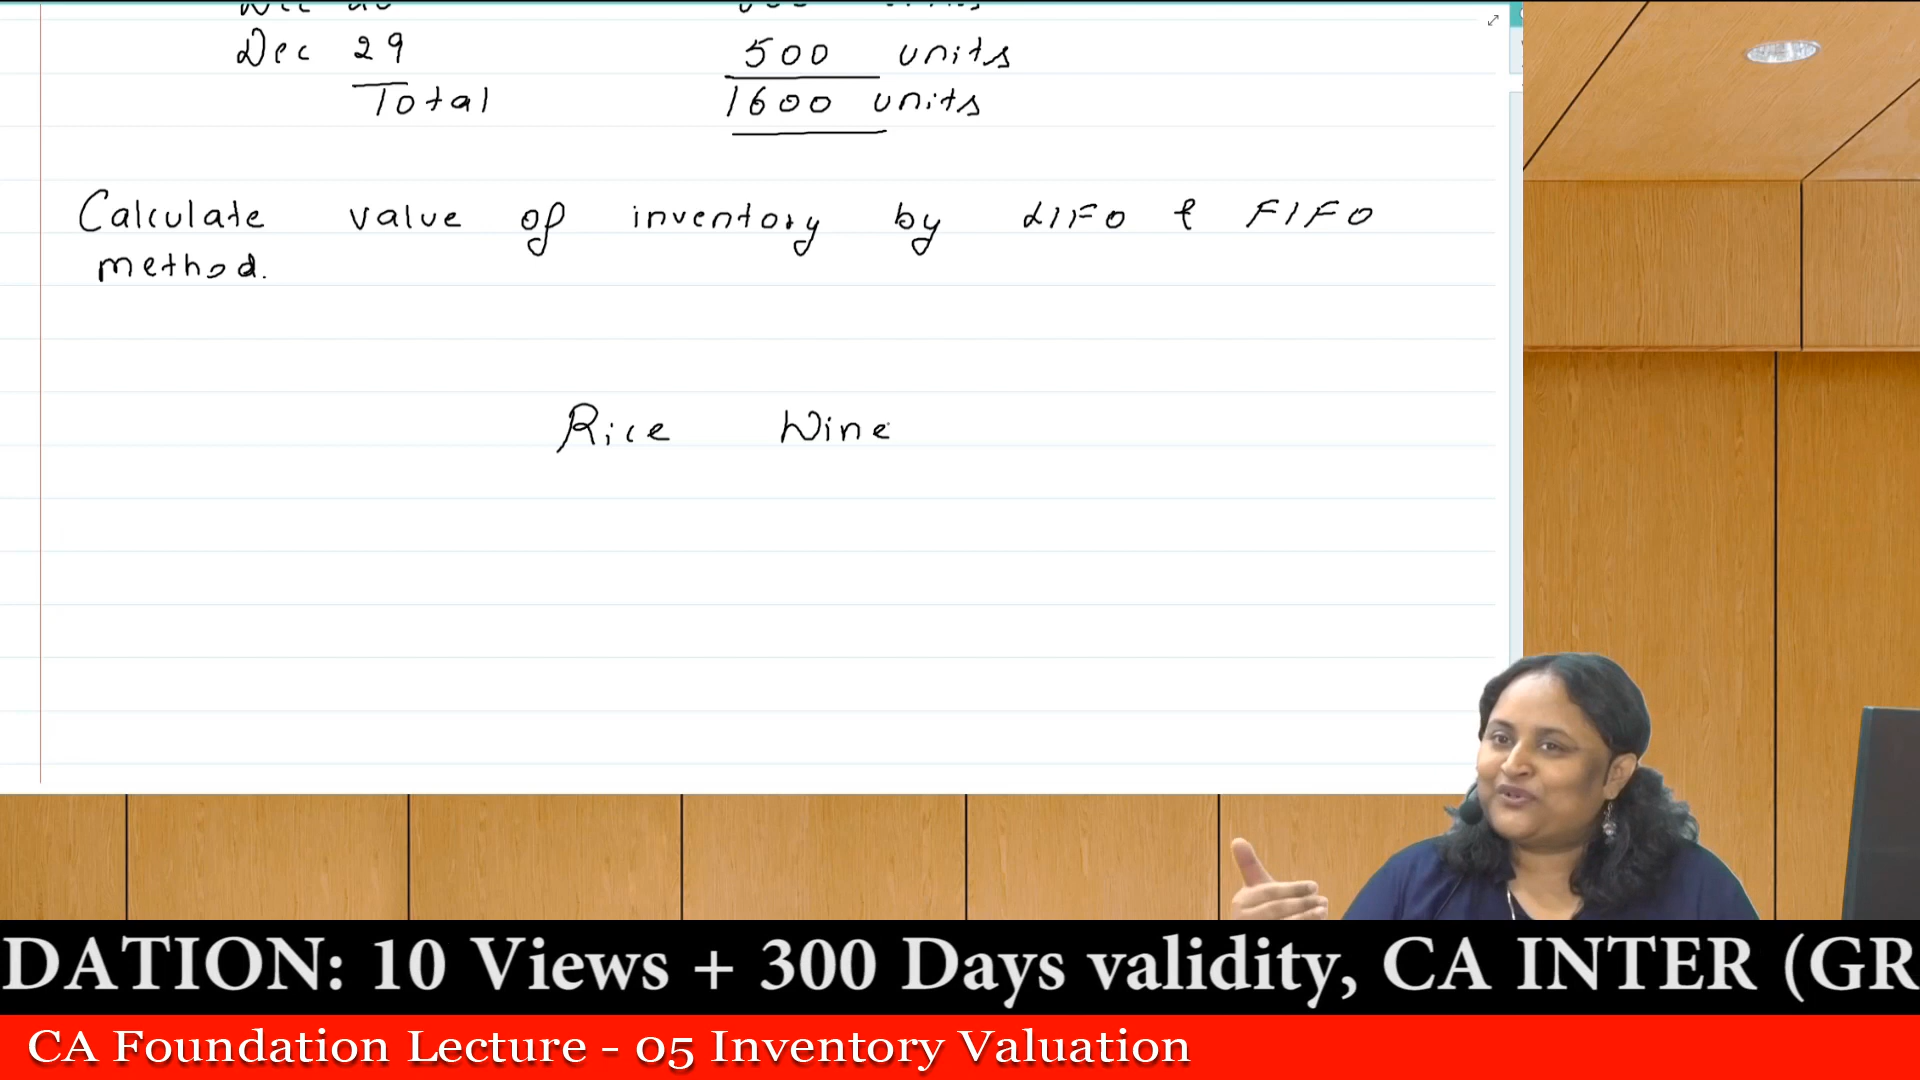 Dec 29 500 units
Total 1600 units
Calculate value of inventory by LIFO & FIFO
method.
Rice Wine
DATION: 10 Views + 300 Days validity, CA INTER (GR
CA Foundation Lecture - 05 Inventory Valuation